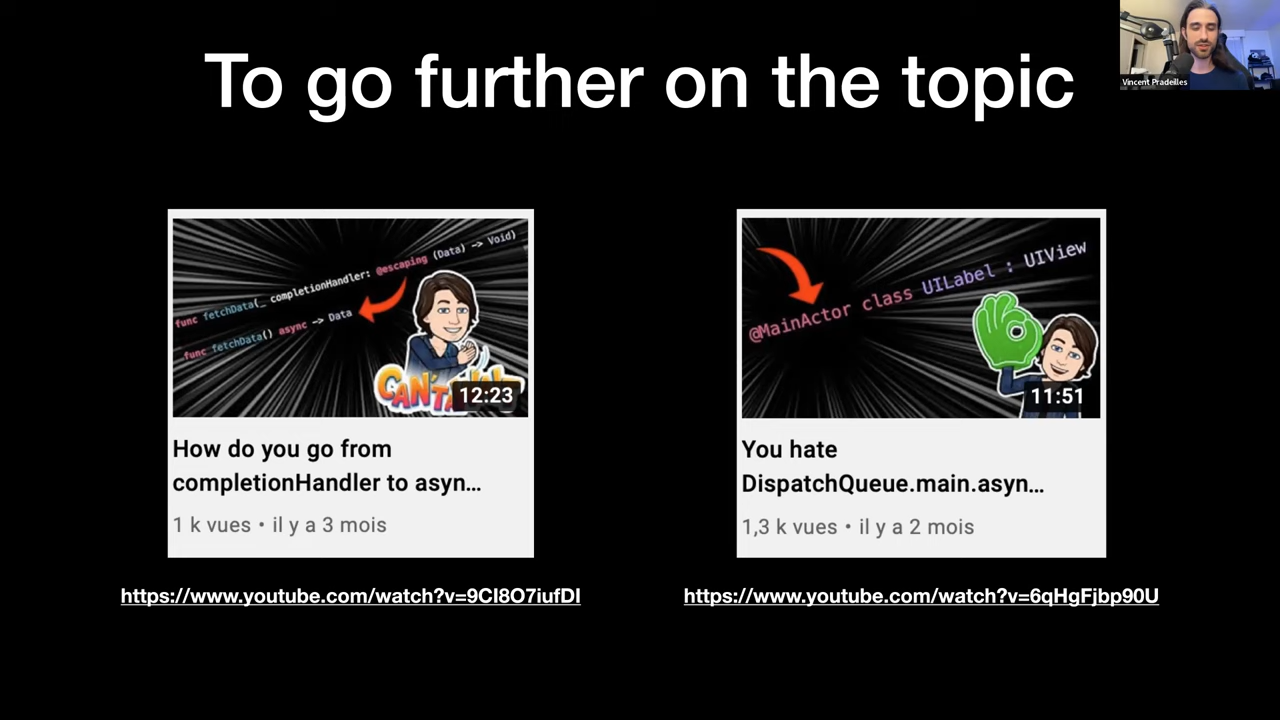 To go further on the topic
Vincent Pradeilles
func fetchData(_ completionHandler: @escaping (Data) -> Void)
func fetchData() async -> Data
CAN'T
12:23
How do you go from
completionHandler to asyn…
1 k vues • il y a 3 mois
https://www.youtube.com/watch?v=9CI8O7iufDI
@MainActor class UILabel : UIView
11:51
You hate
DispatchQueue.main.asyn…
1,3 k vues • il y a 2 mois
https://www.youtube.com/watch?v=6qHgFjbp90U